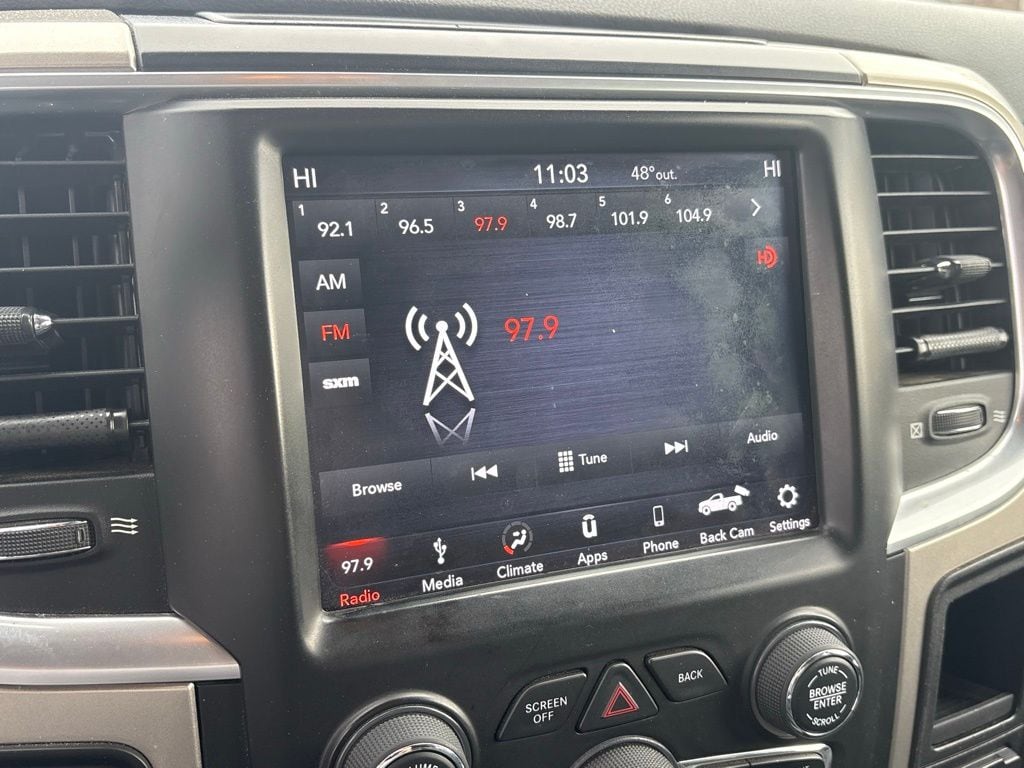 HI 11:03 48°out. HI
1 92.1 2 96.5 3 97.9 4 98.7 5 101.9 6 104.9
HD
AM
FM 97.9
sxm
Browse Tune Audio
97.9
Radio Media Climate Apps Phone Back Cam Settings
SCREEN OFF
BACK
TUNE
BROWSE
ENTER
SCROLL